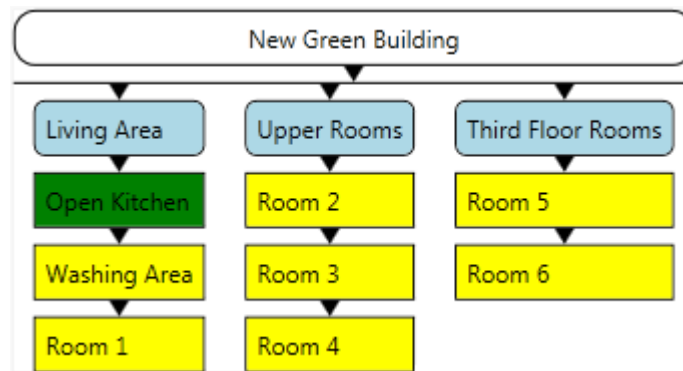 New Green Building
Living Area
Upper Rooms
Third Floor Rooms
Open Kitchen
Room 2
Room 5
Washing Area
Room 3
Room 6
Room 1
Room 4